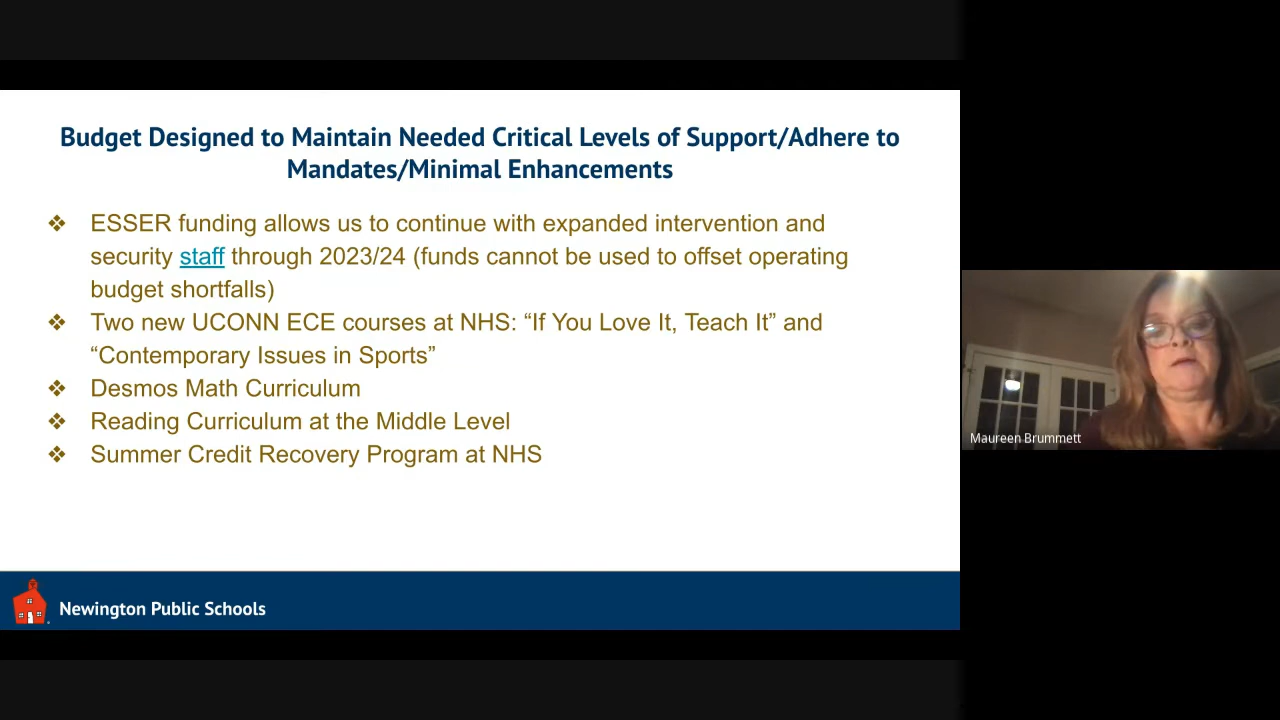 Budget Designed to Maintain Needed Critical Levels of Support/Adhere to
Mandates/Minimal Enhancements
❖ ESSER funding allows us to continue with expanded intervention and
security staff through 2023/24 (funds cannot be used to offset operating
budget shortfalls)
❖ Two new UCONN ECE courses at NHS: “If You Love It, Teach It” and
“Contemporary Issues in Sports”
❖ Desmos Math Curriculum
❖ Reading Curriculum at the Middle Level
❖ Summer Credit Recovery Program at NHS
Newington Public Schools
Maureen Brummett